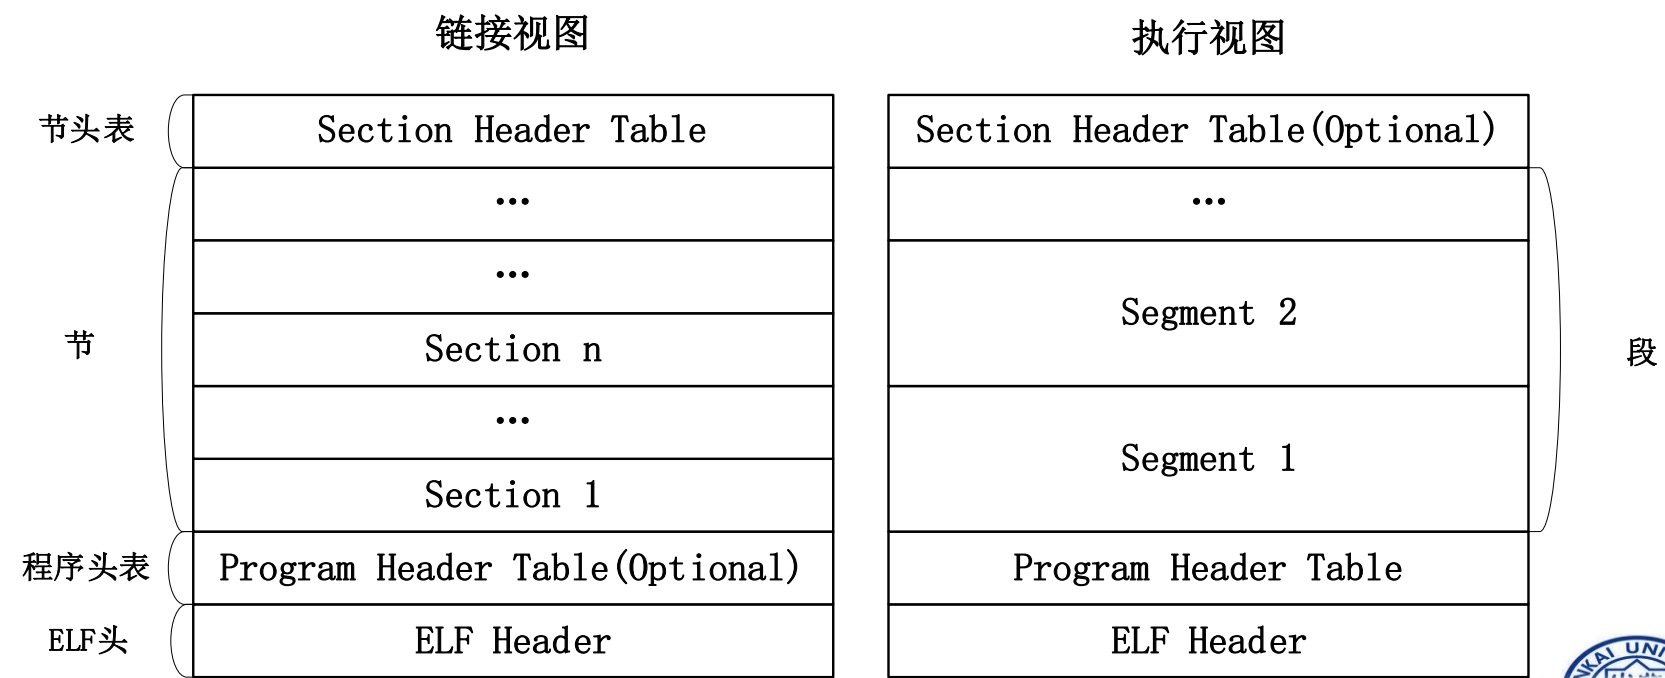 链接视图
执行视图
节头表
Section Header Table
Section Header Table(Optional)
…
…
…
Segment 2
节
Section n
段
…
Segment 1
Section 1
程序头表
Program Header Table(Optional)
Program Header Table
ELF头
ELF Header
ELF Header